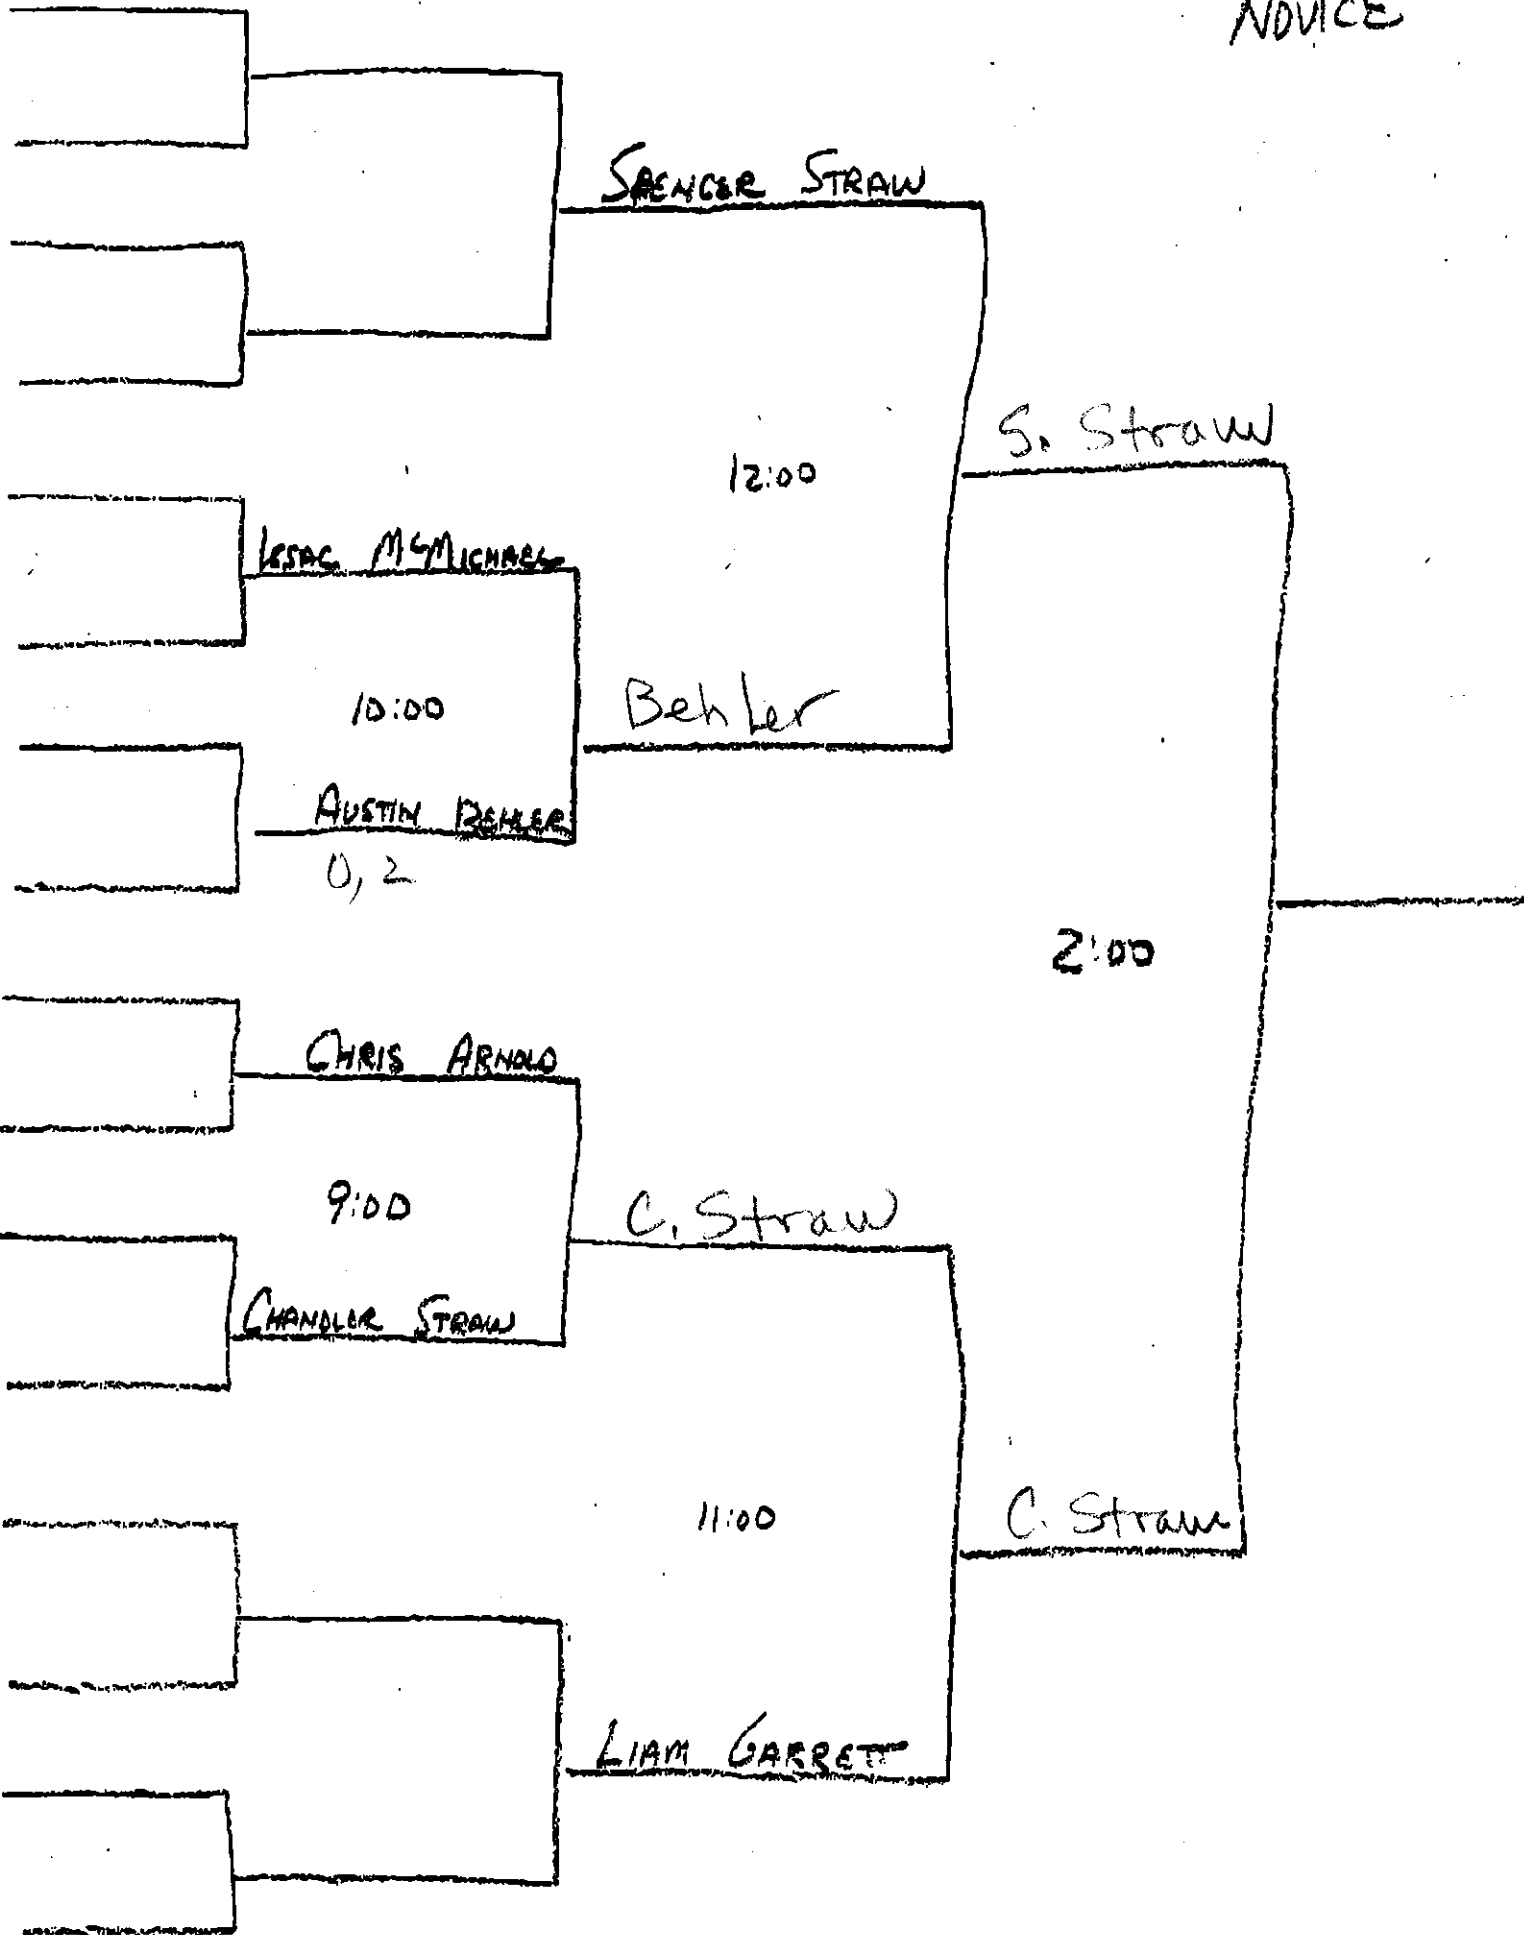 NOVICE
SPENCER STRAW
S. Straw
12:00
ISSAC McMICHAEL
Behler
10:00
AUSTIN BEHLER
0, 2
2:00
CHRIS ARNOLD
9:00
C. Straw
CHANDLER STRAW
11:00
C. Straw
LIAM GARRETT